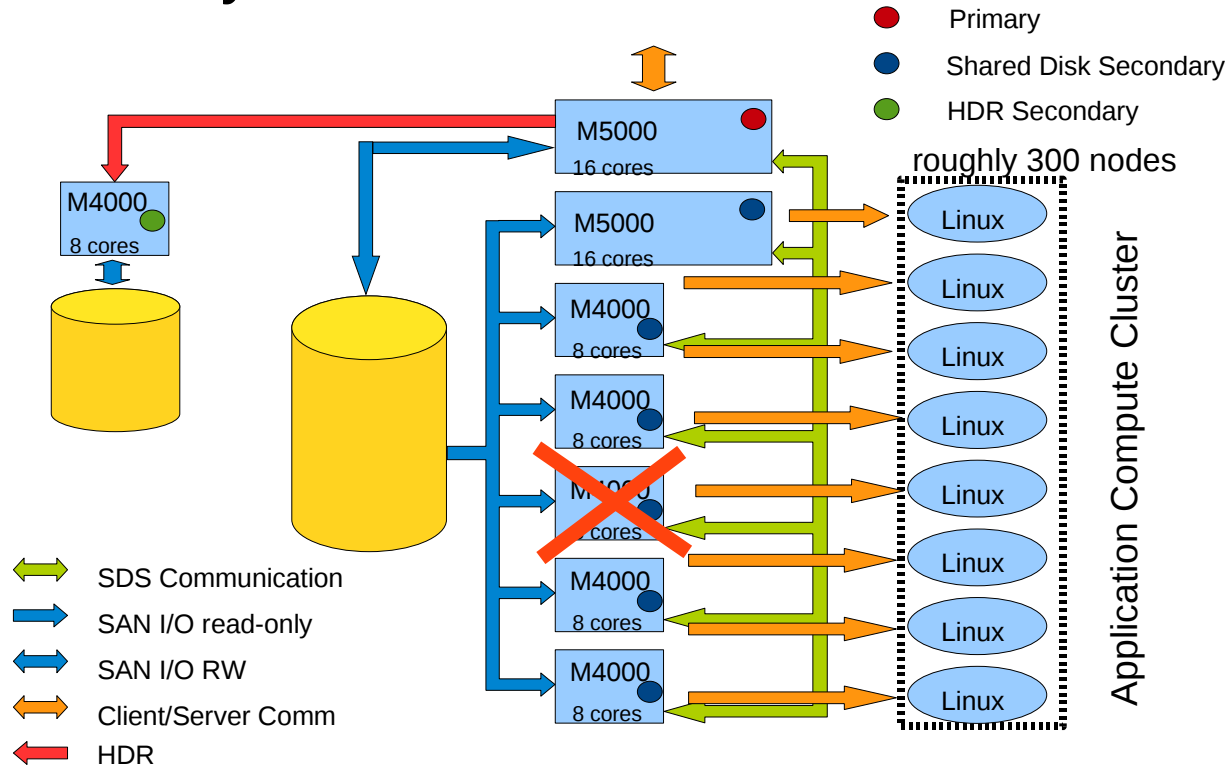 Primary
Shared Disk Secondary
HDR Secondary
roughly 300 nodes
M5000
16 cores
M4000
8 cores
M5000
16 cores
M4000
8 cores
M4000
8 cores
M4000
cores
M4000
8 cores
M4000
8 cores
Linux
Linux
Linux
Linux
Linux
Linux
Linux
Linux
Application Compute Cluster
SDS Communication
SAN I/O read-only
SAN I/O RW
Client/Server Comm
HDR